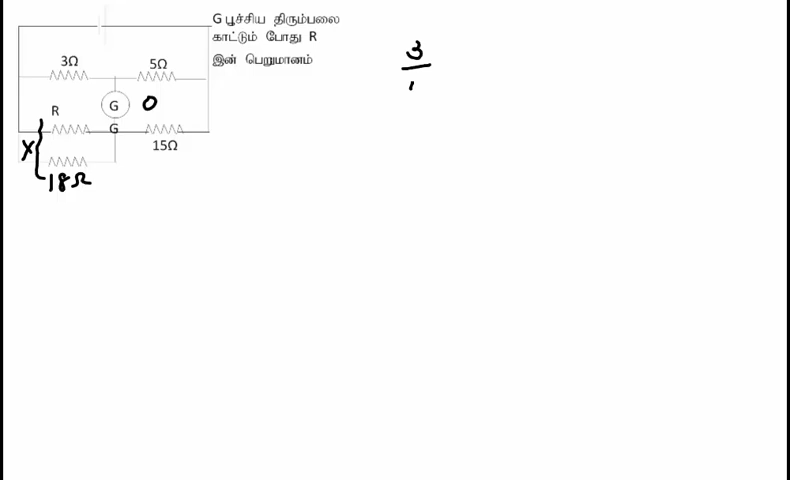 G பூச்சிய திரும்பலை
காட்டும் போது R
இன் பெறுமானம்
3Ω
5Ω
G
0
R
G
X
15Ω
18Ω
3